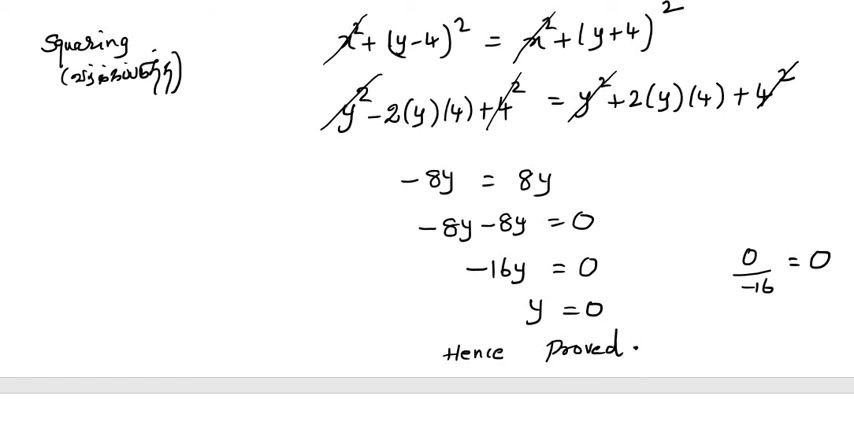 Squaring x² + (y-4)² = x² + (y+4)²
y² - 2(y)(4) + 4² = y² + 2(y)(4) + 4²
-8y = 8y
-8y - 8y = 0
-16y = 0 0/-16 = 0
y = 0
Hence Proved.